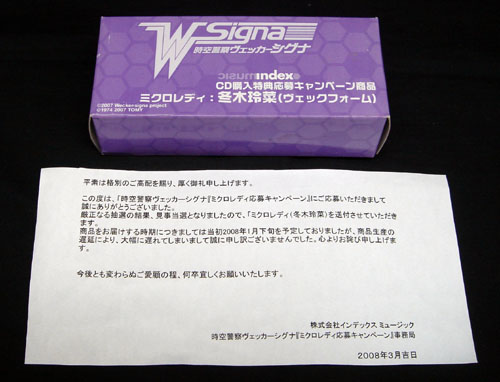 W Signa
時空警察ヴェッカーシグナ
index music
CD購入特典応募キャンペーン商品
ミクロレディ:冬木玲菜(ヴェックフォーム)
©2007 Weckersigna project
©1974 2007 TOMY
平素は格別のご高配を賜り、厚く御礼申し上げます。
この度は、『時空警察ヴェッカーシグナ』『ミクロレディ応募キャンペーン』にご応募いただきまして
誠にありがとうございました。
厳正なる抽選の結果、見事当選となりましたので、「ミクロレディ(冬木玲菜)を送付させていただき
ます。
商品をお届けする時期につきましては当初2008年1月下旬を予定しておりましたが、商品生産の
遅延により、大幅に遅れてしまいまして誠に申し訳ございませんでした。心よりお詫び申し上げま
す。
今後とも変わらぬご愛顧の程、何卒宜しくお願いいたします。
株式会社インデックス ミュージック
時空警察ヴェッカーシグナ『ミクロレディ応募キャンペーン』事務局
2008年3月吉日